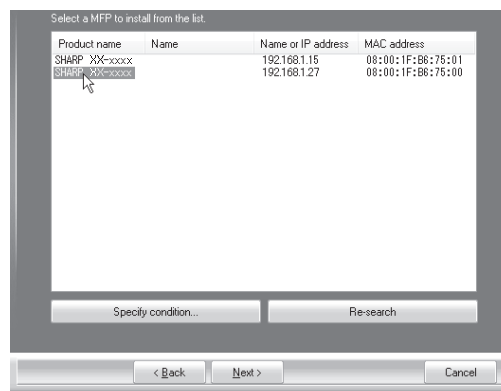 Select a MFP to install from the list.
Product name Name Name or IP address MAC address
SHARP XX-xxxx 192.168.1.15 08:00:1F:B6:75:01
SHARP XX-xxxx 192.168.1.27 08:00:1F:B6:75:00
Specify condition... Re-search
< Back Next > Cancel